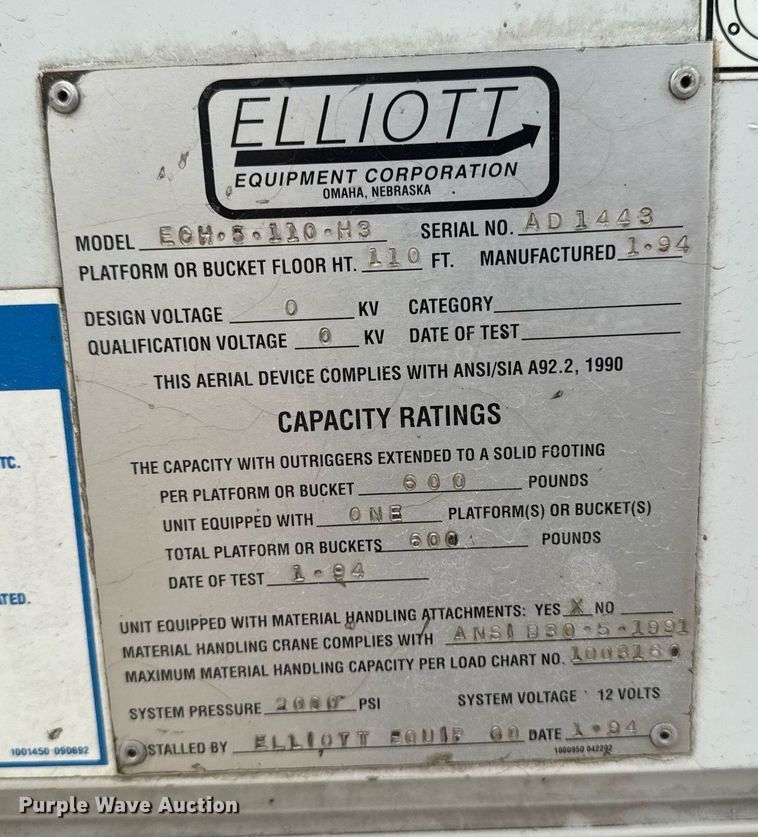 ELLIOTT
EQUIPMENT CORPORATION
OMAHA, NEBRASKA
MODEL ECH·5·110·H3 SERIAL NO. AD1443
PLATFORM OR BUCKET FLOOR HT. 110 FT. MANUFACTURED 1·94
DESIGN VOLTAGE 0 KV CATEGORY
QUALIFICATION VOLTAGE 0 KV DATE OF TEST
THIS AERIAL DEVICE COMPLIES WITH ANSI/SIA A92.2, 1990
CAPACITY RATINGS
THE CAPACITY WITH OUTRIGGERS EXTENDED TO A SOLID FOOTING
PER PLATFORM OR BUCKET 600 POUNDS
UNIT EQUIPPED WITH ONE PLATFORM(S) OR BUCKET(S)
TOTAL PLATFORM OR BUCKETS 600 POUNDS
DATE OF TEST 1·94
UNIT EQUIPPED WITH MATERIAL HANDLING ATTACHMENTS: YES X NO
MATERIAL HANDLING CRANE COMPLIES WITH ANSI B30·5·1991
MAXIMUM MATERIAL HANDLING CAPACITY PER LOAD CHART NO.
SYSTEM PRESSURE PSI SYSTEM VOLTAGE 12 VOLTS
STALLED BY ELLIOTT EQUIP CO DATE 1·94
1000950 042292
TC.
ATED.
1001450 090892
Purple Wave Auction